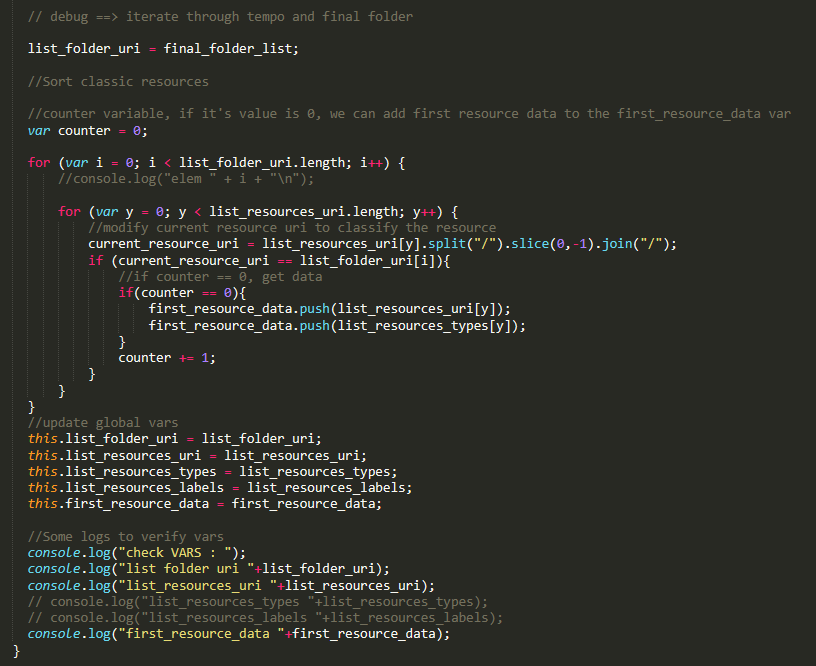 // debug ==> iterate through tempo and final folder
list_folder_uri = final_folder_list;
//Sort classic resources
//counter variable, if it's value is 0, we can add first resource data to the first_resource_data var
var counter = 0;
for (var i = 0; i < list_folder_uri.length; i++) {
//console.log("elem " + i + "\n");
for (var y = 0; y < list_resources_uri.length; y++) {
//modify current resource uri to classify the resource
current_resource_uri = list_resources_uri[y].split("/").slice(0,-1).join("/");
if (current_resource_uri == list_folder_uri[i]){
//if counter == 0, get data
if(counter == 0){
first_resource_data.push(list_resources_uri[y]);
first_resource_data.push(list_resources_types[y]);
}
counter += 1;
}
}
}
//update global vars
this.list_folder_uri = list_folder_uri;
this.list_resources_uri = list_resources_uri;
this.list_resources_types = list_resources_types;
this.list_resources_labels = list_resources_labels;
this.first_resource_data = first_resource_data;
//Some logs to verify vars
console.log("check VARS : ");
console.log("list folder uri "+list_folder_uri);
console.log("list_resources_uri "+list_resources_uri);
// console.log("list_resources_types "+list_resources_types);
// console.log("list_resources_labels "+list_resources_labels);
console.log("first_resource_data "+first_resource_data);
}